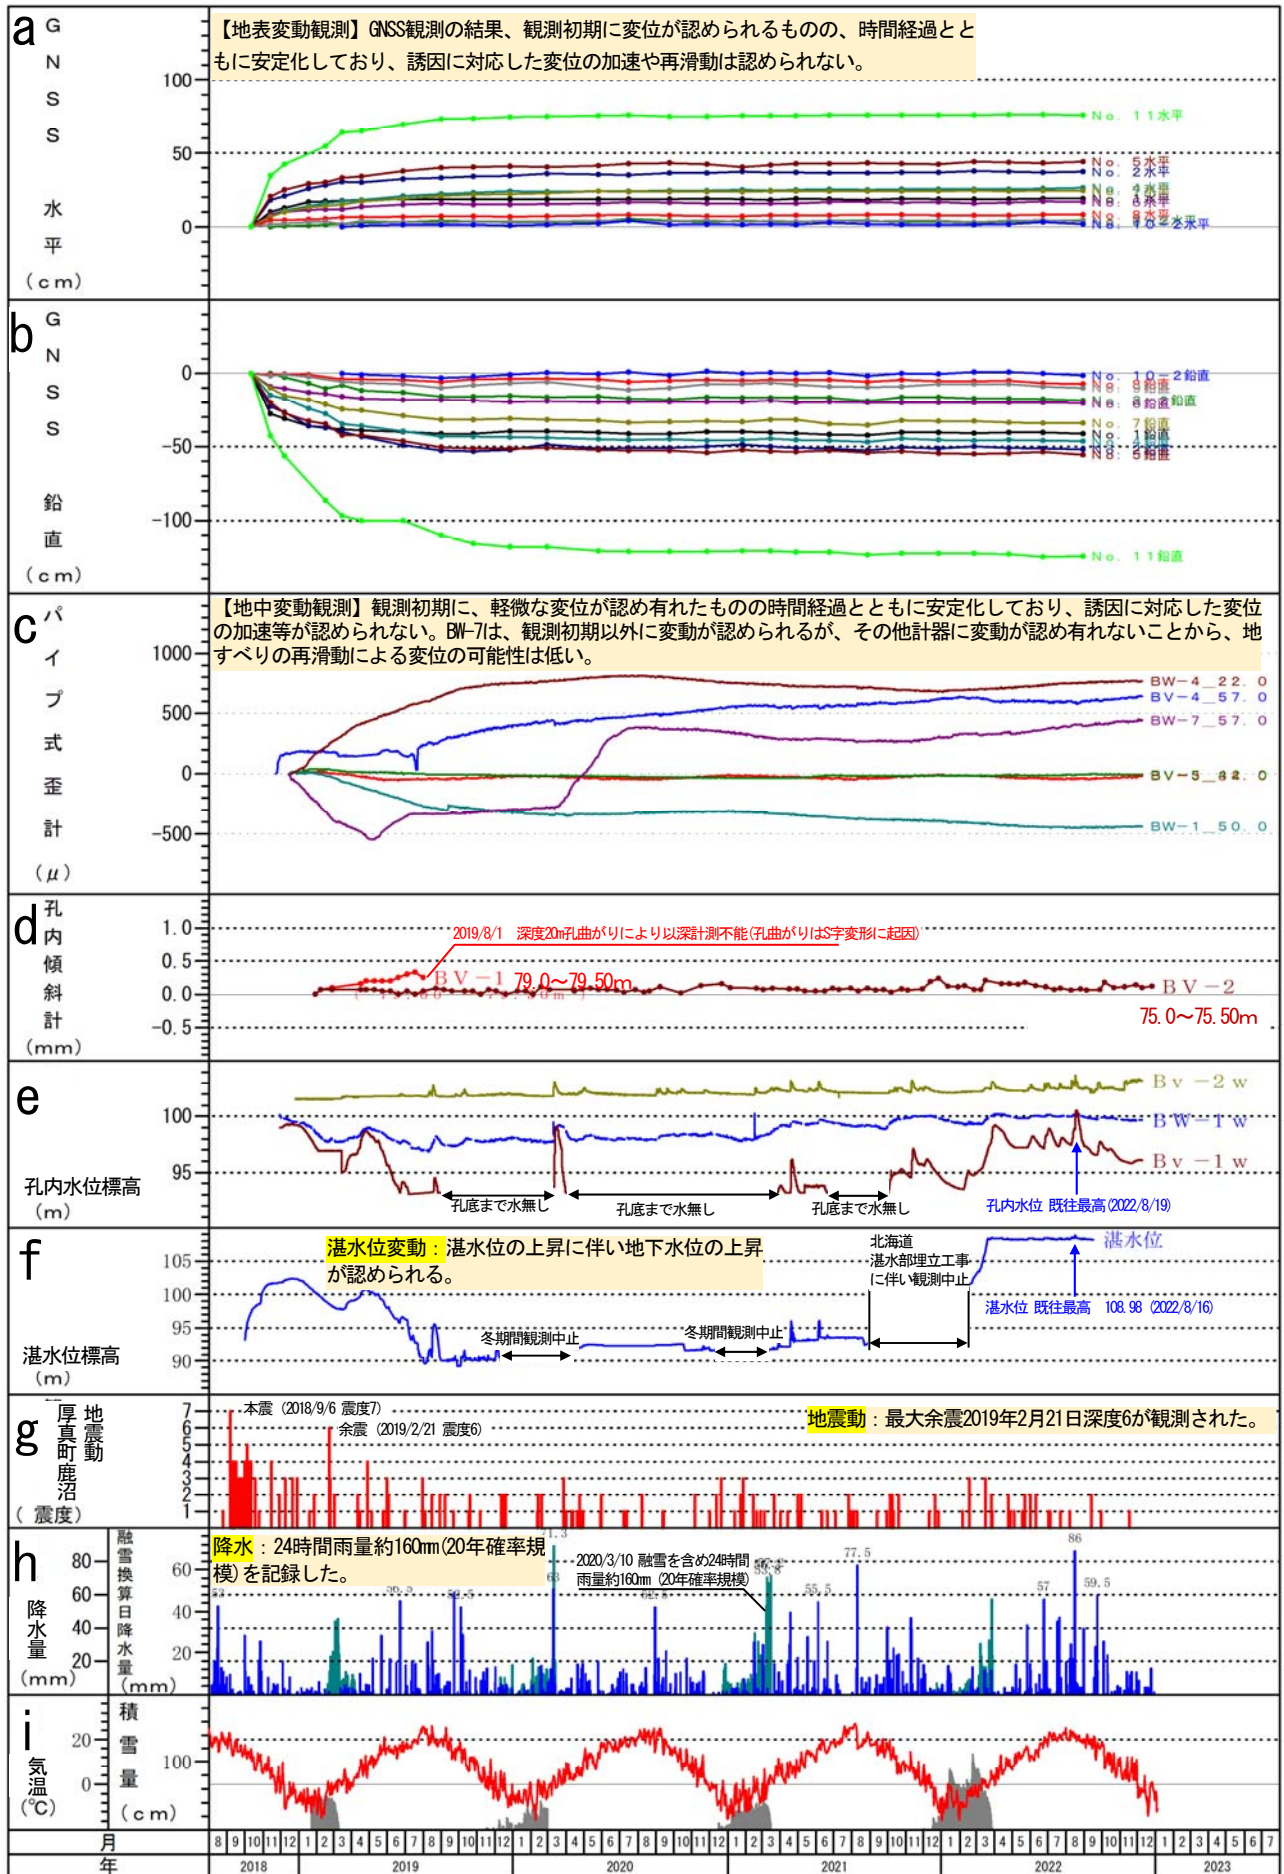 a
GNSS 水平
(cm)
【地表変動観測】GNSS観測の結果、観測初期に変位が認められるものの、時間経過とと
もに安定化しており、誘因に対応した変位の加速や再滑動は認められない。
100
50
0
No. 11水平
No. 5水平
No. 2水平
No. 10-2水平
b
GNSS 鉛直
(cm)
0
-50
-100
No. 10-2鉛直
No. 6鉛直
No. 7鉛直
No. 1鉛直
No. 5鉛直
No. 11鉛直
c
パイプ式歪計
(μ)
【地中変動観測】観測初期に、軽微な変位が認め有れたものの時間経過とともに安定化しており、誘因に対応した変位
の加速等が認められない。BW-7は、観測初期以外に変動が認められるが、その他計器に変動が認め有れないことから、地
すべりの再滑動による変位の可能性は低い。
1000
500
0
-500
BW-4_22.0
BV-4_57.0
BW-7_57.0
BW-1_50.0
d
孔内傾斜計
(mm)
1.0
0.5
0.0
-0.5
2019/8/1 深度20m孔曲がりにより以深計測不能(孔曲がりはS字変形に起因)
BV-1 79.0～79.50m
BV-2
75.0～75.50m
e
孔内水位標高
(m)
100
95
Bv-2w
BW-1w
Bv-1w
孔底まで水無し
孔底まで水無し
孔底まで水無し
孔内水位 既往最高(2022/8/19)
f
湛水位標高
(m)
105
100
95
90
湛水位変動：湛水位の上昇に伴い地下水位の上昇
が認められる。
冬期間観測中止
冬期間観測中止
北海道
湛水部埋立工事
に伴い観測中止
湛水位
湛水位 既往最高 108.98 (2022/8/16)
g
地震動
厚真町鹿沼
(震度)
7
6
5
4
3
2
1
本震 (2018/9/6 震度7)
余震 (2019/2/21 震度6)
地震動：最大余震2019年2月21日深度6が観測された。
h
降水量
(mm)
80
60
40
20
融雪換算日降水量
(mm)
60
40
20
降水：24時間雨量約160mm(20年確率規
模)を記録した。
2020/3/10 融雪を含め24時間
雨量約160mm (20年確率規模)
53
63
55.5
77.5
57
86
59.5
i
気温
(℃)
20
0
積雪量
(cm)
100
月
8 9 10 11 12 1 2 3 4 5 6 7 8 9 10 11 12 1 2 3 4 5 6 7 8 9 10 11 12 1 2 3 4 5 6 7 8 9 10 11 12 1 2 3 4 5 6 7 8 9 10 11 12 1 2 3 4 5 6 7
年
2018 2019 2020 2021 2022 2023